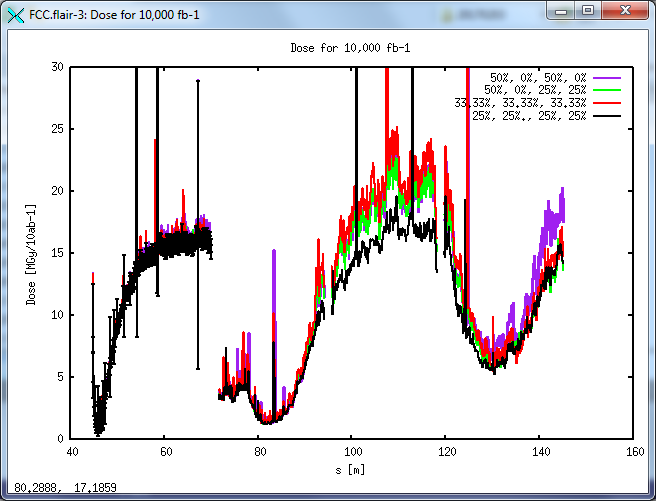 FCC.flair-3: Dose for 10,000 fb-1
Dose for 10,000 fb-1
50%, 0%, 50%, 0%
50%, 0%, 25%, 25%
33.33%, 33.33%, 33.33%
25%, 25%., 25%, 25%
30
25
20
15
10
5
0
Dose [MGy/10ab-1]
40
60
80
100
120
140
160
s [m]
80.2888, 17.1859